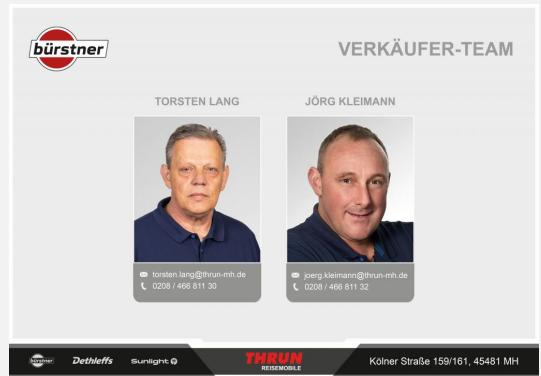 bürstner
VERKÄUFER-TEAM
TORSTEN LANG
JÖRG KLEIMANN
torsten.lang@thrun-mh.de
0208 / 466 811 30
joerg.kleimann@thrun-mh.de
0208 / 466 811 32
bürstner
Dethleffs
Sunlight
THRUN
REISEMOBILE
Kölner Straße 159/161, 45481 MH